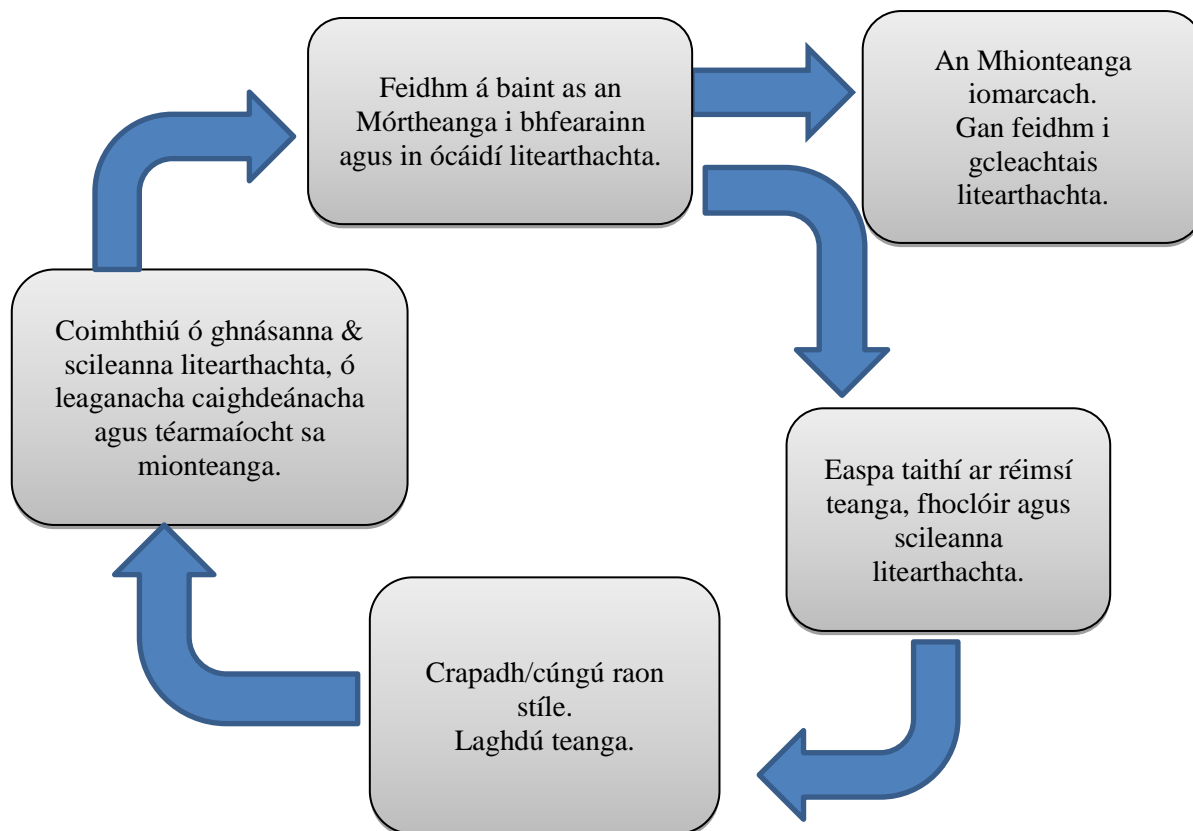 Feidhm á baint as an
Mórtheanga i bhfearainn
agus in ócáidí litearthachta.
An Mhionteanga
iomarcach.
Gan feidhm i
gcleachtais
litearthachta.
Easpa taithí ar réimsí
teanga, fhoclóir agus
scileanna
litearthachta.
Crapadh/cúngú raon
stíle.
Laghdú teanga.
Coimhthiú ó ghnásanna &
scileanna litearthachta, ó
leaganacha caighdeánacha
agus téarmaíocht sa
mionteanga.